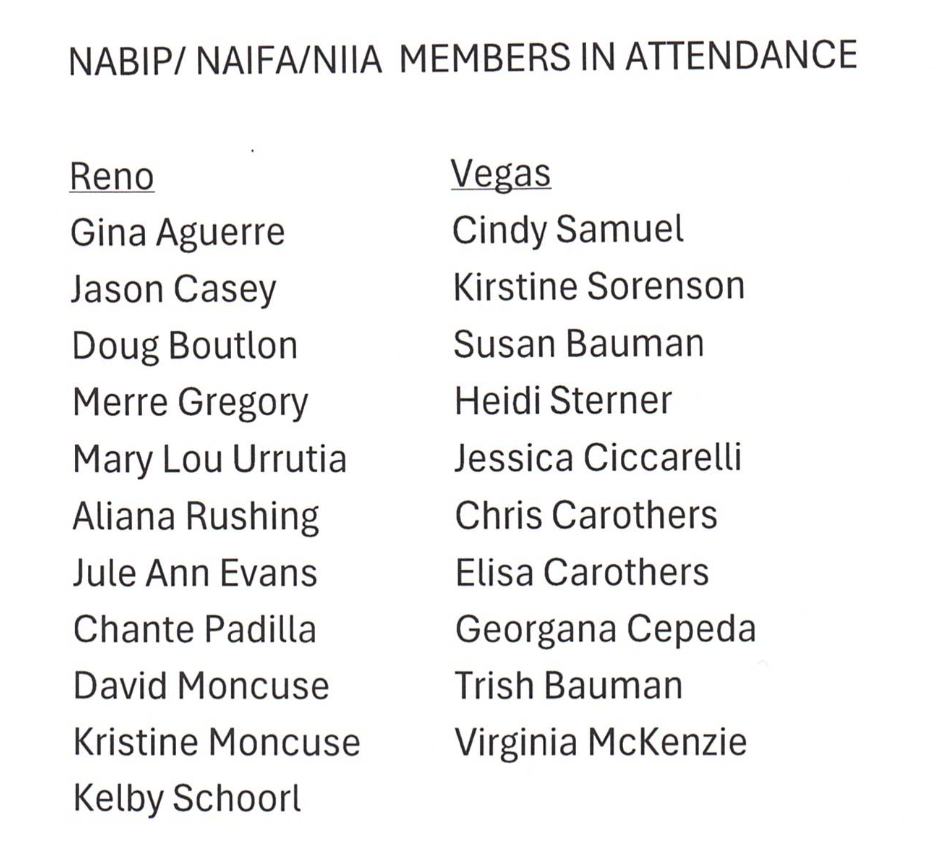 NABIP/ NAIFA/NIIA MEMBERS IN ATTENDANCE
Reno
Gina Aguerre
Jason Casey
Doug Boutlon
Merre Gregory
Mary Lou Urrutia
Aliana Rushing
Jule Ann Evans
Chante Padilla
David Moncuse
Kristine Moncuse
Kelby Schoorl
Vegas
Cindy Samuel
Kirstine Sorenson
Susan Bauman
Heidi Sterner
Jessica Ciccarelli
Chris Carothers
Elisa Carothers
Georgana Cepeda
Trish Bauman
Virginia McKenzie